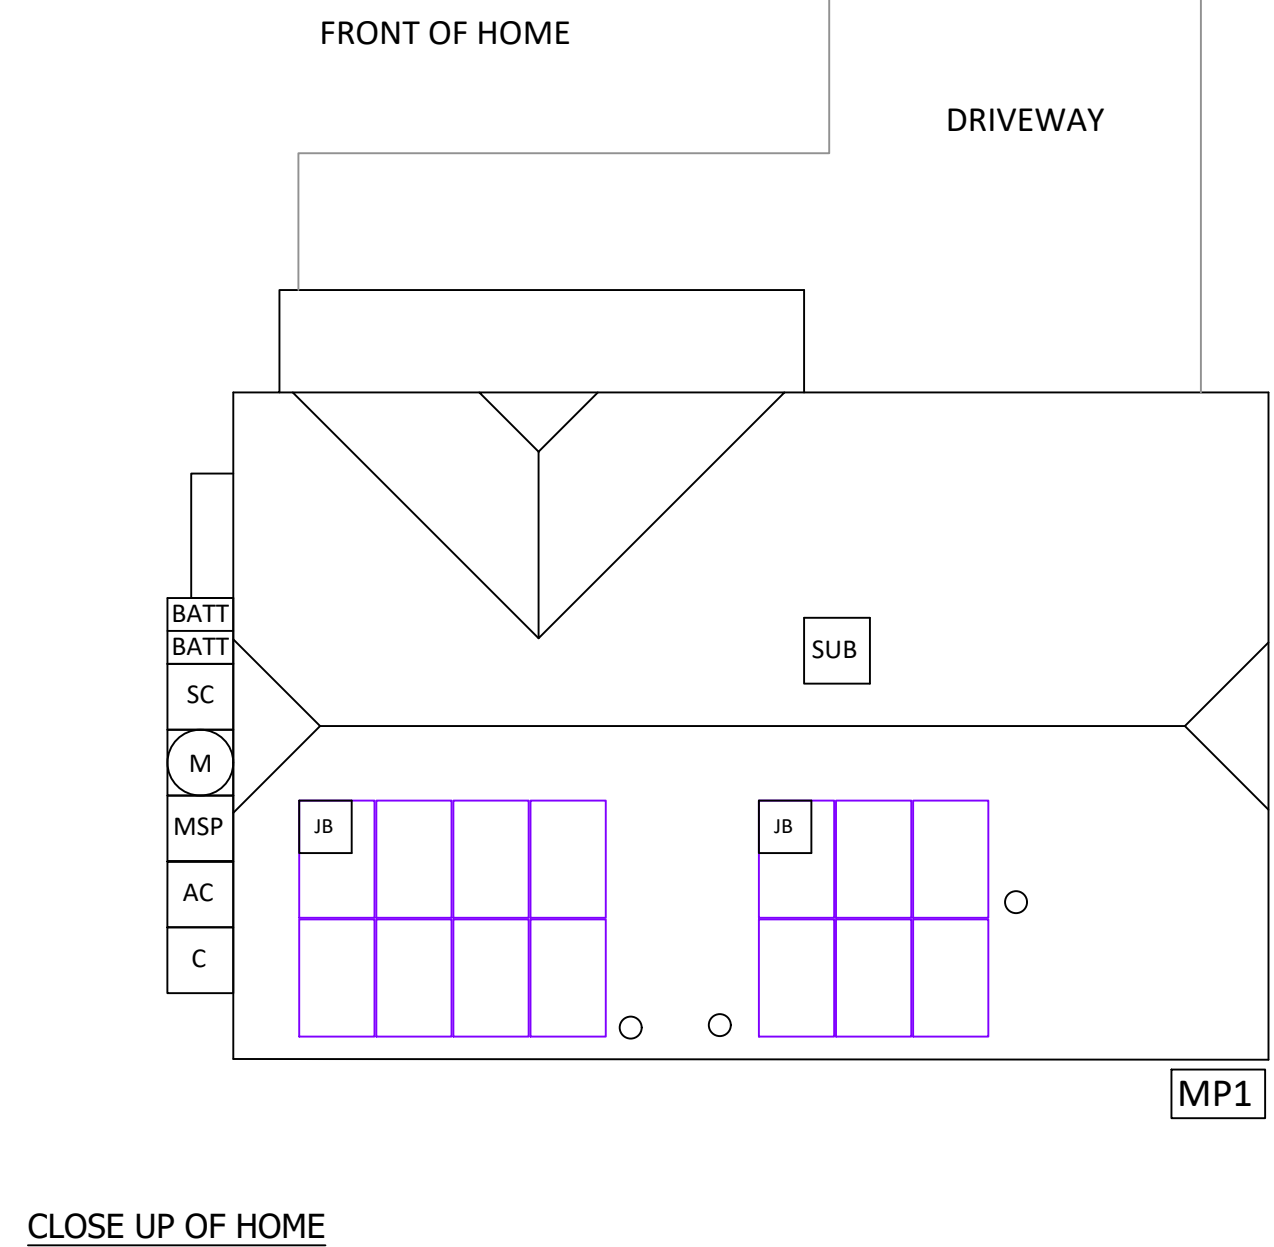 FRONT OF HOME
DRIVEWAY
BATT
BATT
SUB
SC
M
MSP
JB
JB
AC
C
MP1
CLOSE UP OF HOME